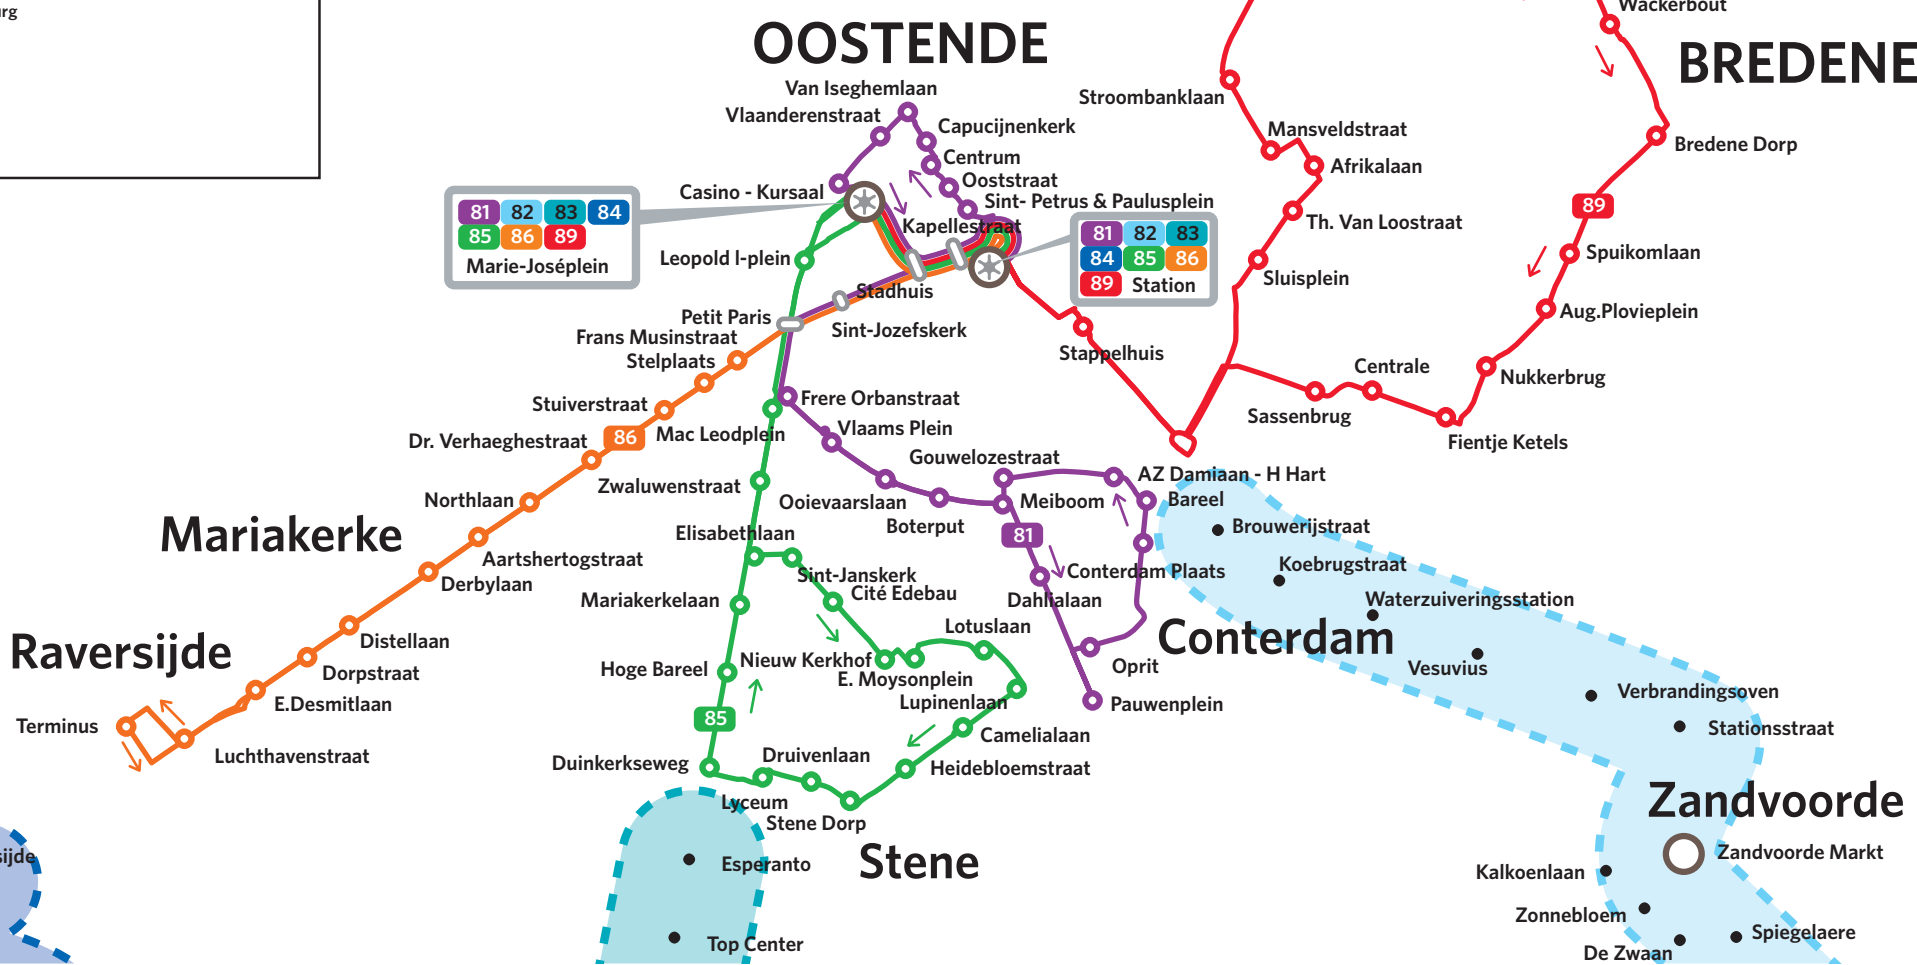 rg
OOSTENDE
BREDENE
Wackerbout
Van Iseghemlaan
Vlaanderenstraat
Capucijnenkerk
Centrum
Ooststraat
Sint- Petrus & Paulusplein
Casino - Kursaal
Kapellestraat
81 82 83 84
85 86 89
Marie-Joséplein
81 82 83
84 85 86
89 Station
Leopold I-plein
Stadhuis
Petit Paris
Sint-Jozefskerk
Frans Musinstraat
Stelplaats
Stuiverstraat
Dr. Verhaeghestraat
86
Mac Leodplein
Northlaan
Mariakerke
Aartshertogstraat
Derbylaan
Raversijde
Distellaan
Dorpstraat
E.Desmitlaan
Terminus
Luchthavenstraat
Stroombanklaan
Mansveldstraat
Afrikalaan
Th. Van Loostraat
Sluisplein
Stappelhuis
Bredene Dorp
89
Spuikomlaan
Aug.Plovieplein
Nukkerbrug
Centrale
Sassenbrug
Fientje Ketels
Frere Orbanstraat
Vlaams Plein
Gouwelozestraat
Zwaluwenstraat
Ooievaarslaan
Boterput
Meiboom
AZ Damiaan - H Hart
Bareel
81
Conterdam Plaats
Dahlialaan
Oprit
Pauwenplein
Elisabethlaan
Sint-Janskerk
Cité Edebau
Mariakerkelaan
Lotuslaan
Hoge Bareel
Nieuw Kerkhof
E. Moysonplein
Lupinenlaan
85
Camelialaan
Heidebloemstraat
Duinkerkseweg
Druivenlaan
Lyceum
Stene Dorp
Stene
Esperanto
Top Center
Brouwerijstraat
Koebrugstraat
Waterzuiveringsstation
Conterdam
Vesuvius
Verbrandingsoven
Stationsstraat
Zandvoorde
Zandvoorde Markt
Kalkoenlaan
Zonnebloem
Spiegelaere
De Zwaan
sijde